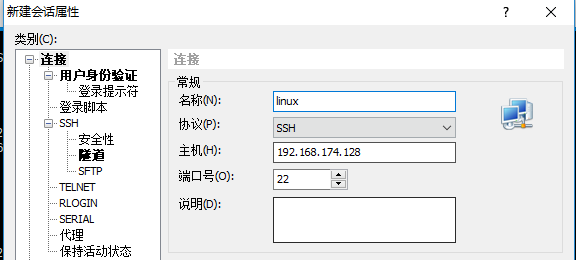 新建会话属性
类别(C):
连接
用户身份验证
登录提示符
登录脚本
SSH
安全性
隧道
SFTP
TELNET
RLOGIN
SERIAL
代理
保持活动状态
连接
常规
名称(N):
linux
协议(P):
SSH
主机(H):
192.168.174.128
端口号(O):
22
说明(D):